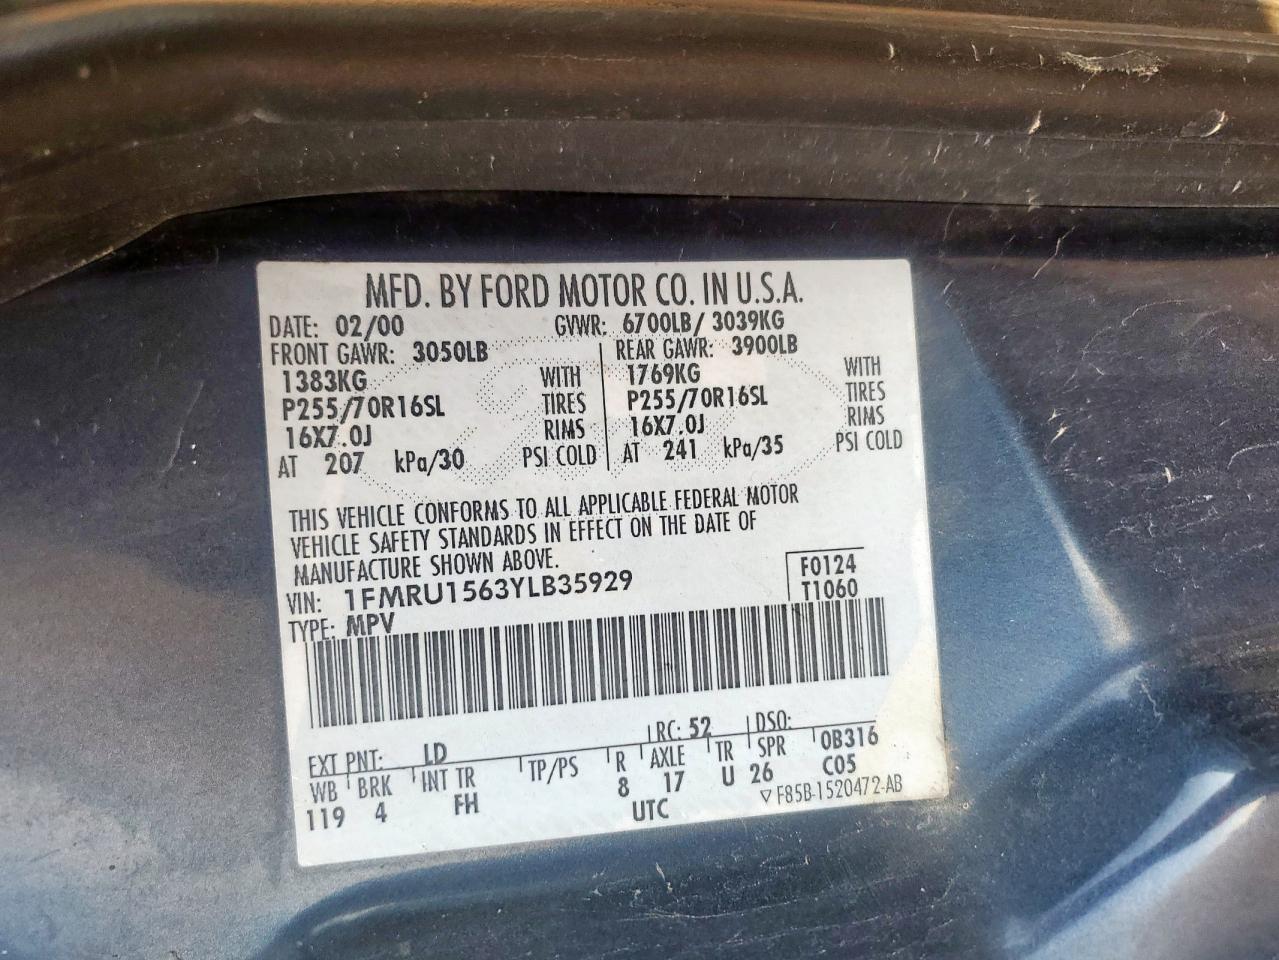 MFD. BY FORD MOTOR CO. IN U.S.A.
DATE: 02/00 GVWR: 6700LB/ 3039KG
FRONT GAWR: 3050LB REAR GAWR: 3900LB
1383KG WITH 1769KG WITH
P255/70R16SL TIRES P255/70R16SL TIRES
16X7.0J RIMS 16X7.0J RIMS
AT 207 kPa/30 PSI COLD AT 241 kPa/35 PSI COLD
THIS VEHICLE CONFORMS TO ALL APPLICABLE FEDERAL MOTOR
VEHICLE SAFETY STANDARDS IN EFFECT ON THE DATE OF
MANUFACTURE SHOWN ABOVE.
VIN: 1FMRU1563YLB35929 F0124
TYPE: MPV T1060
EXT PNT: LD RC: 52 DSO:
WB BRK INT TR TP/PS R AXLE TR SPR 0B316
119 4 FH 8 17 U 26 C05
UTC ▽F85B-1520472-AB